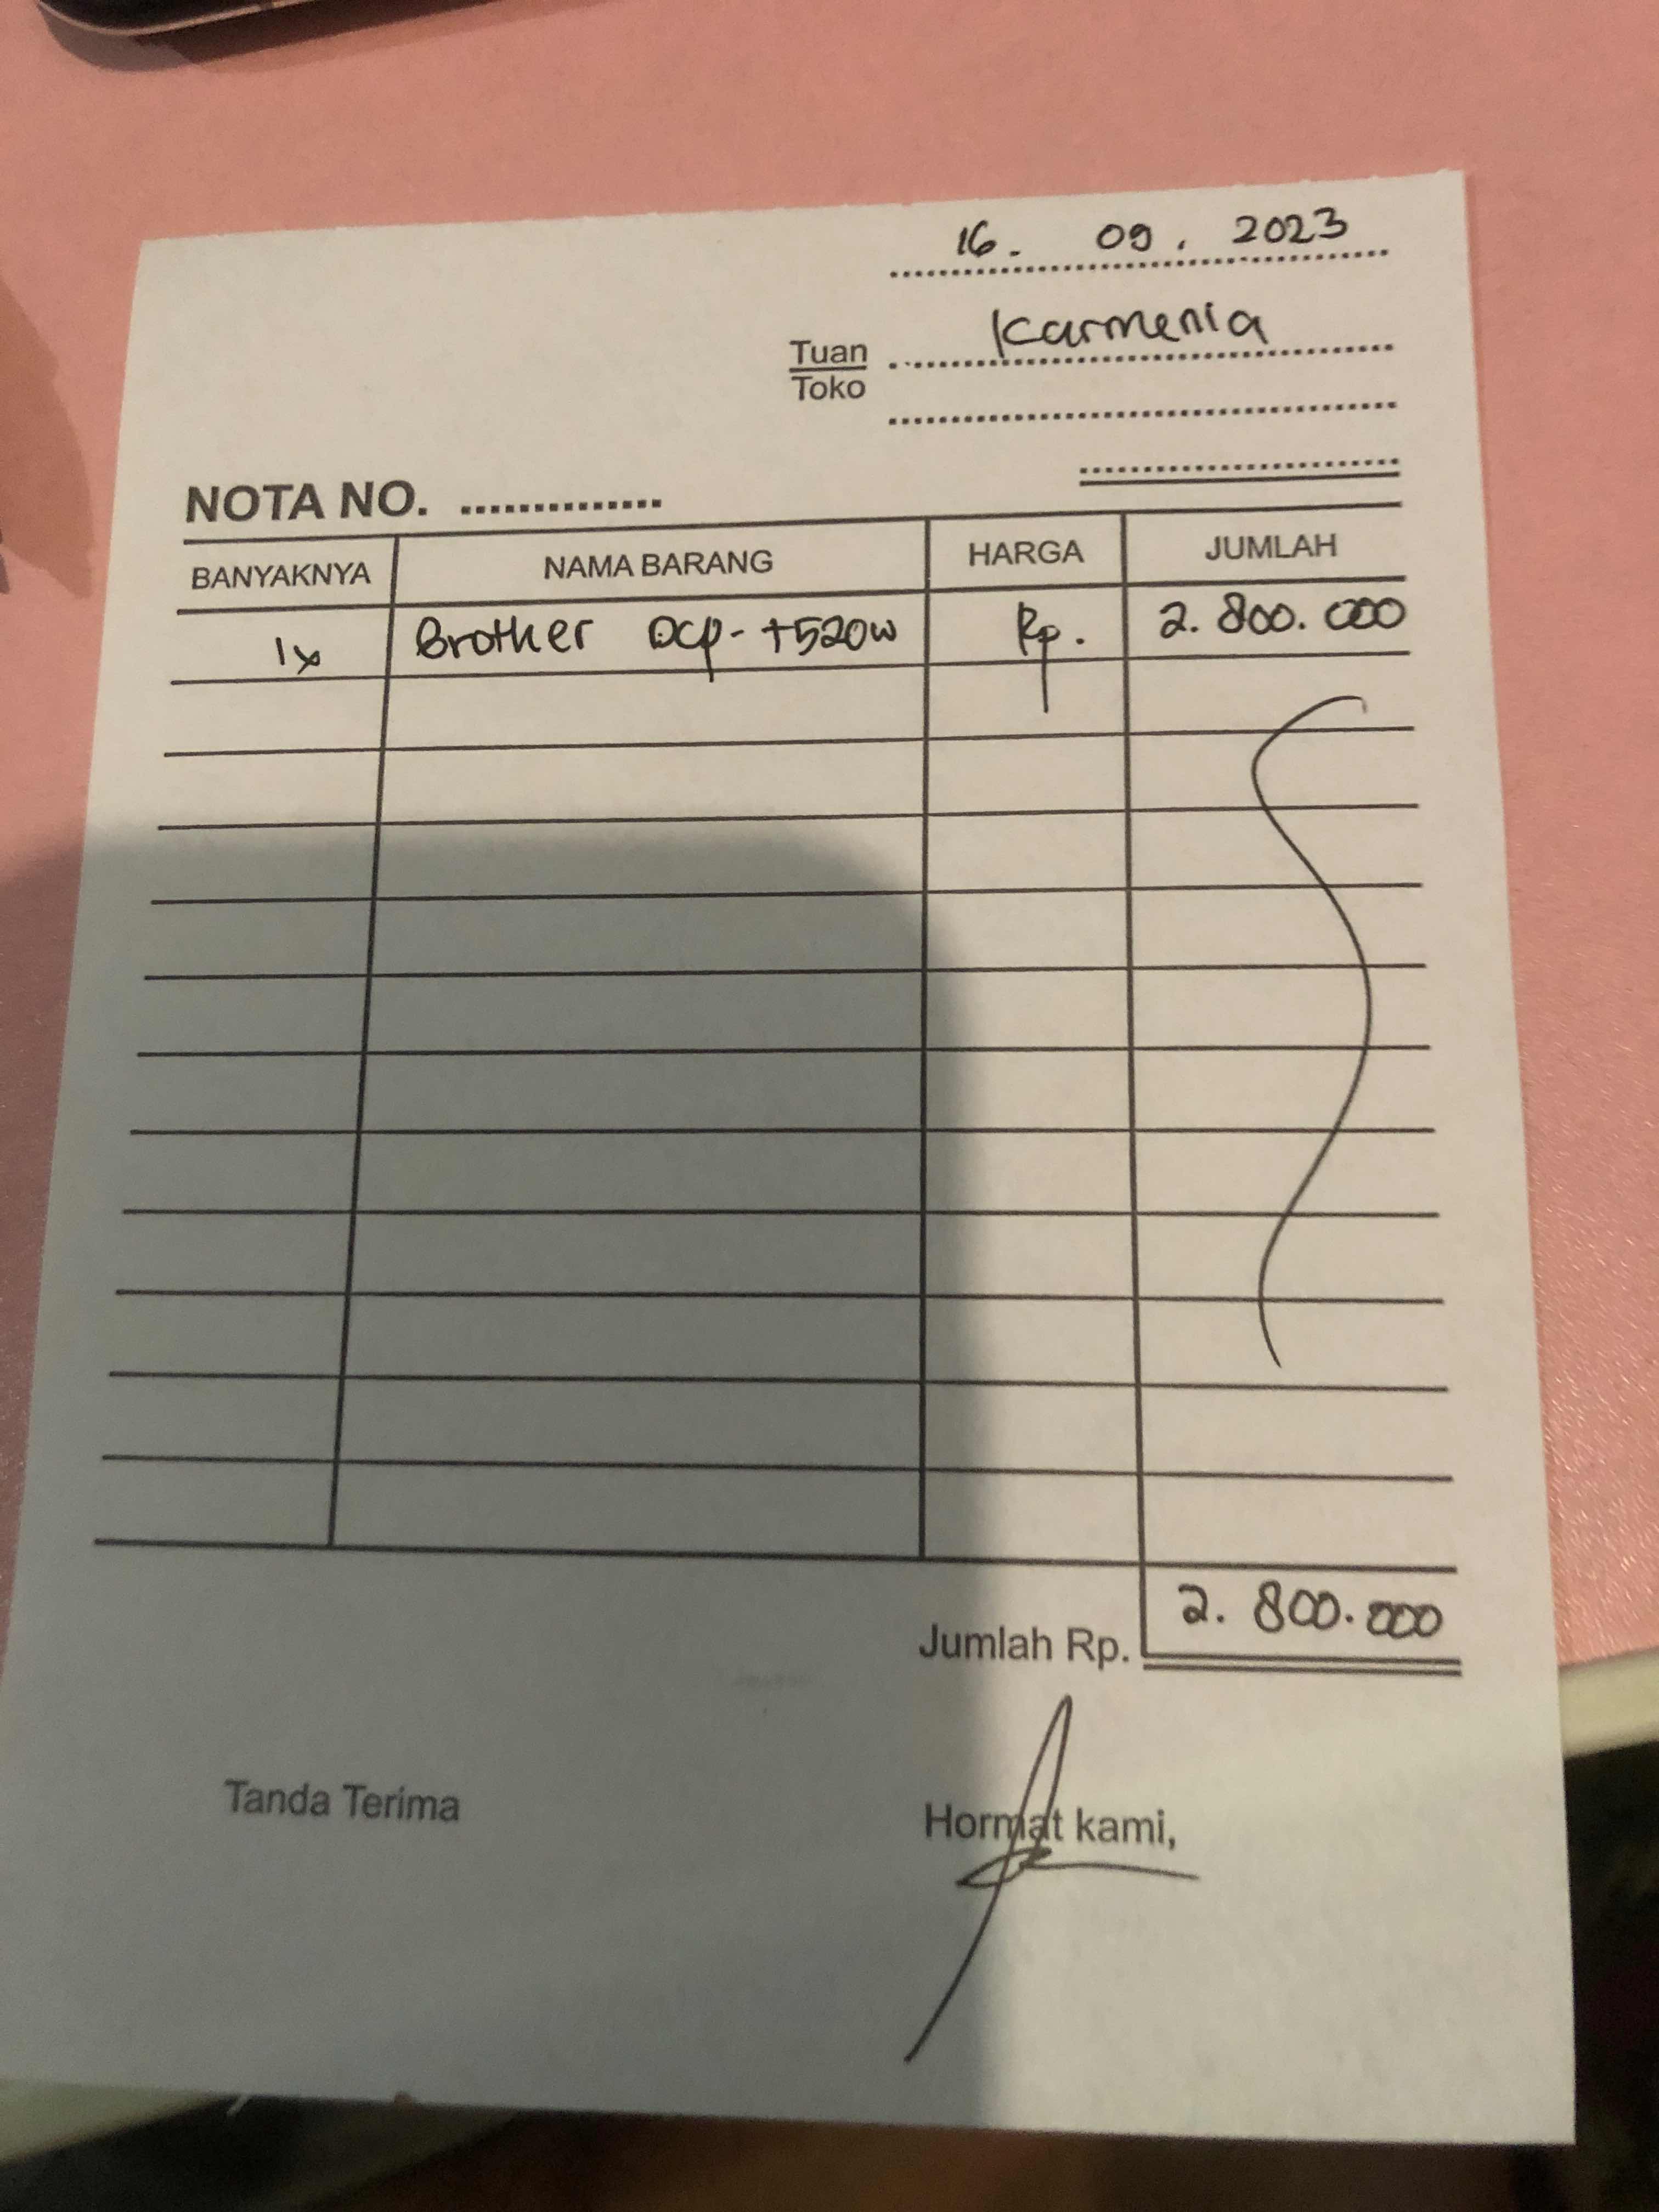 16. 09. 2023
Tuan Karmenia
Toko
NOTA NO. ..............
BANYAKNYA NAMA BARANG HARGA JUMLAH
1x Brother Dcp-t520w Rp. 2.800.000
Jumlah Rp. 2.800.000
Tanda Terima Hormat kami,